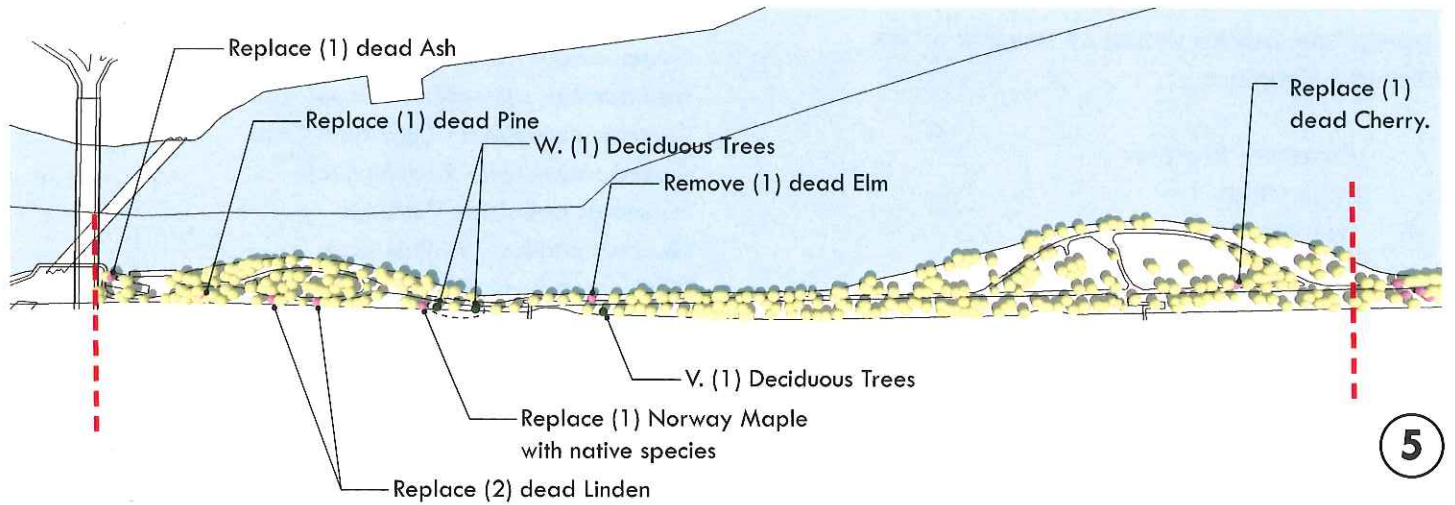 Replace (1) dead Ash
Replace (1) dead Pine
W. (1) Deciduous Trees
Remove (1) dead Elm
Replace (1)
dead Cherry.
V. (1) Deciduous Trees
Replace (1) Norway Maple
with native species
Replace (2) dead Linden
5